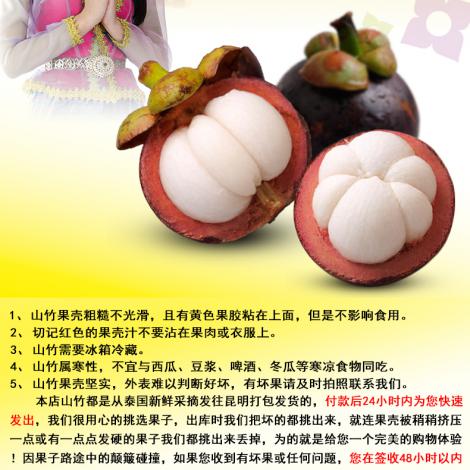 1、 山竹果壳粗糙不光滑，且有黄色果胶粘在上面，但是不影响食用。
2、 切记红色的果壳汁不要沾在果肉或衣服上。
3、 山竹需要冰箱冷藏。
4、 山竹属寒性，不宜与西瓜、豆浆、啤酒、冬瓜等寒凉食物同吃。
5、 山竹果壳坚实，外表难以判断好坏，有坏果请及时拍照联系我们。
本店山竹都是从泰国新鲜采摘发往昆明打包发货的，付款后24小时内为您快速
发出，我们很用心的挑选果子，出库时我们把坏的都挑出来，就连果壳被稍稍挤压
一点或有一点点发硬的果子我们都挑出来丢掉，为的就是给您一个完美的购物体验
！因果子路途中的颠簸碰撞，如果您收到有坏果或任何问题，您在签收48小时以内